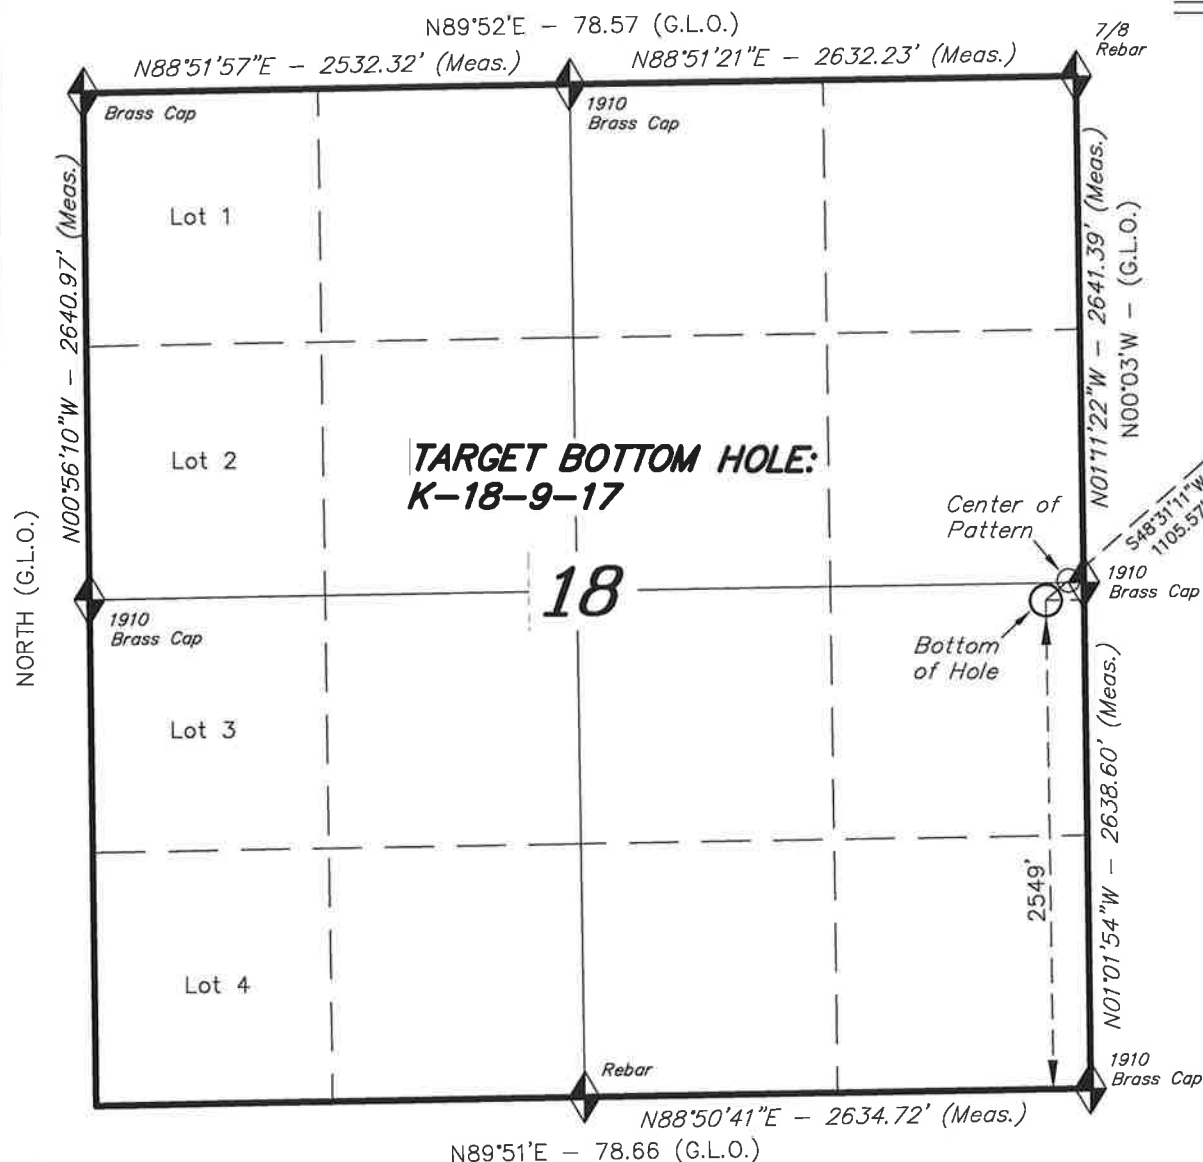 N89°52'E – 78.57 (G.L.O.)
N88°51'57"E – 2532.32' (Meas.)
N88°51'21"E – 2632.23' (Meas.)
7/8
Rebar
Brass Cap
1910
Brass Cap
Lot 1
N00°56'10"W – 2640.97' (Meas.)
N01°11'22"W – 2641.39' (Meas.)
N00°03'W – (G.L.O.)
Lot 2
TARGET BOTTOM HOLE:
K–18–9–17
Center of
Pattern
S48°31'11"W
1105.57'
NORTH (G.L.O.)
18
1910
Brass Cap
1910
Brass Cap
Bottom
of Hole
Lot 3
N01°01'54"W – 2638.60' (Meas.)
2549'
Lot 4
Rebar
1910
Brass Cap
N88°50'41"E – 2634.72' (Meas.)
N89°51'E – 78.66 (G.L.O.)